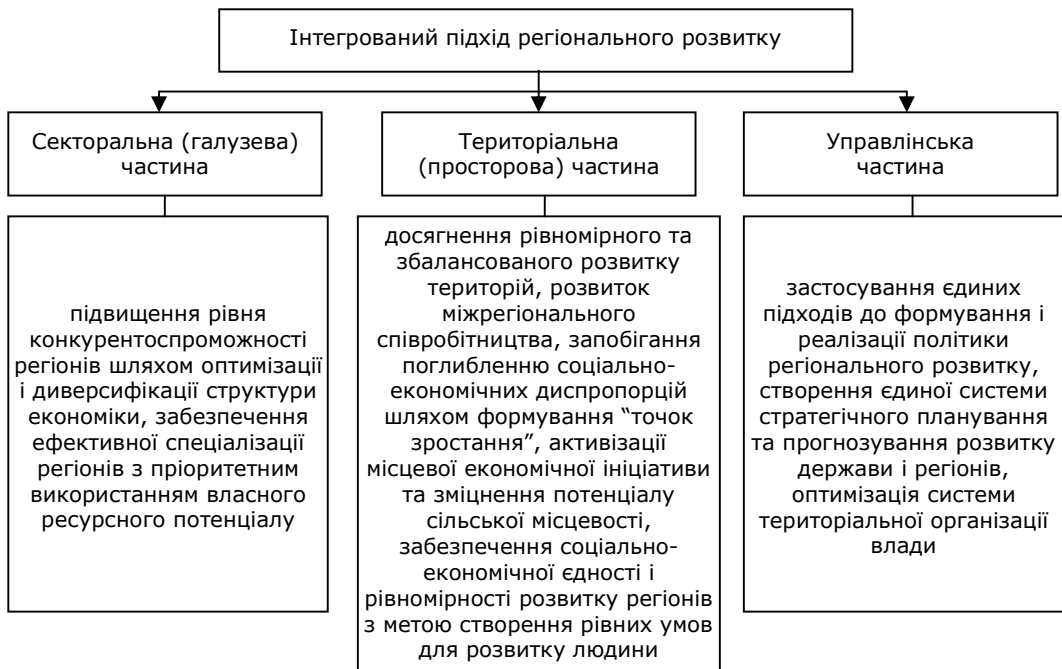 Інтегрований підхід регіонального розвитку
Секторальна (галузева)
частина
Територіальна
(просторова) частина
Управлінська
частина
підвищення рівня
конкурентоспроможності
регіонів шляхом оптимізації
і диверсифікації структури
економіки, забезпечення
ефективної спеціалізації
регіонів з пріоритетним
використанням власного
ресурсного потенціалу
досягнення рівномірного та
збалансованого розвитку
територій, розвиток
міжрегіонального
співробітництва, запобігання
поглибленню соціально-
економічних диспропорцій
шляхом формування “точок
зростання”, активізації
місцевої економічної ініціативи
та зміцнення потенціалу
сільської місцевості,
забезпечення соціально-
економічної єдності і
рівномірності розвитку регіонів
з метою створення рівних умов
для розвитку людини
застосування єдиних
підходів до формування і
реалізації політики
регіонального розвитку,
створення єдиної системи
стратегічного планування
та прогнозування розвитку
держави і регіонів,
оптимізація системи
територіальної організації
влади